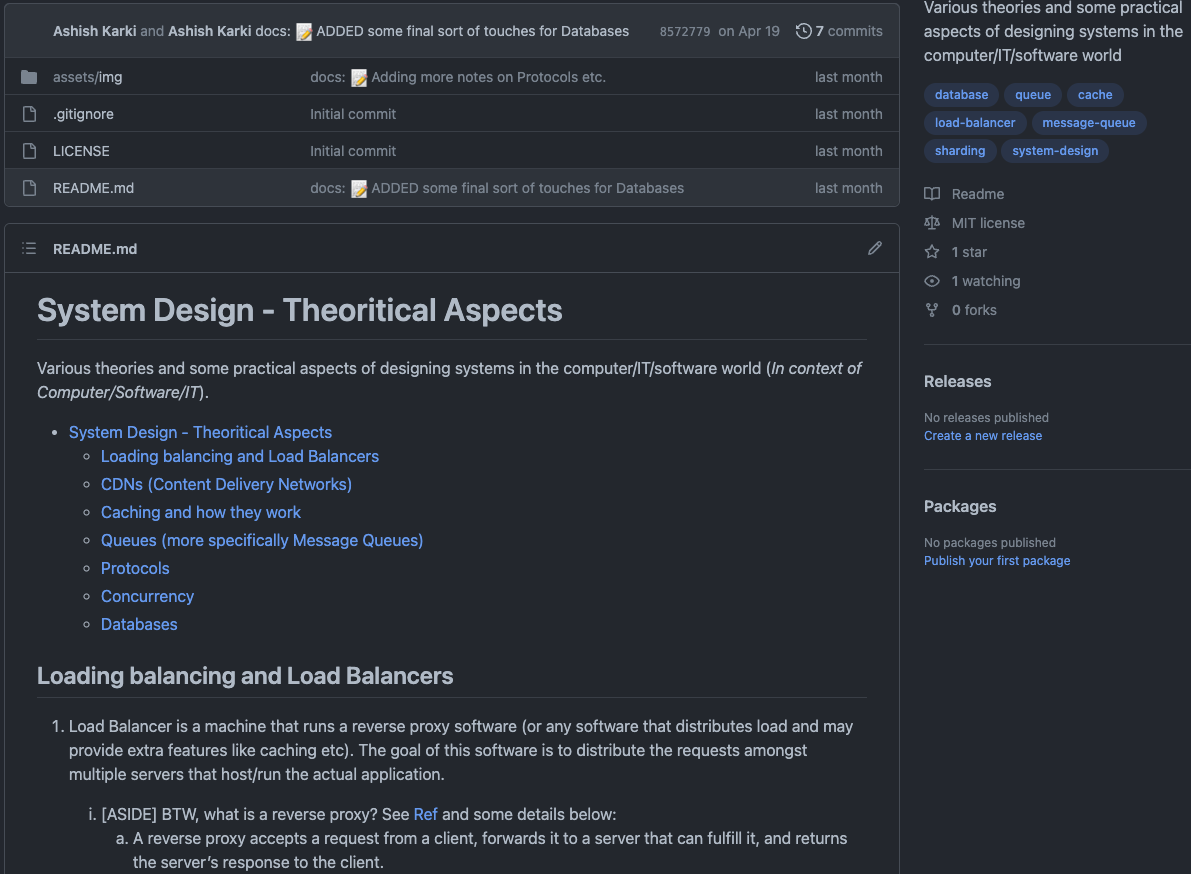 Ashish Karki and Ashish Karki docs: 📝 ADDED some final sort of touches for Databases 8572779 on Apr 19 7 commits
assets/img docs: 📝 Adding more notes on Protocols etc. last month
.gitignore Initial commit last month
LICENSE Initial commit last month
README.md docs: 📝 ADDED some final sort of touches for Databases last month
README.md
System Design - Theoritical Aspects
Various theories and some practical aspects of designing systems in the computer/IT/software world (In context of
Computer/Software/IT).
• System Design - Theoritical Aspects
◦ Loading balancing and Load Balancers
◦ CDNs (Content Delivery Networks)
◦ Caching and how they work
◦ Queues (more specifically Message Queues)
◦ Protocols
◦ Concurrency
◦ Databases
Loading balancing and Load Balancers
1. Load Balancer is a machine that runs a reverse proxy software (or any software that distributes load and may
provide extra features like caching etc). The goal of this software is to distribute the requests amongst
multiple servers that host/run the actual application.
i. [ASIDE] BTW, what is a reverse proxy? See Ref and some details below:
a. A reverse proxy accepts a request from a client, forwards it to a server that can fulfill it, and returns
the server’s response to the client.
Various theories and some practical
aspects of designing systems in the
computer/IT/software world
database queue cache
load-balancer message-queue
sharding system-design
Readme
MIT license
1 star
1 watching
0 forks
Releases
No releases published
Create a new release
Packages
No packages published
Publish your first package